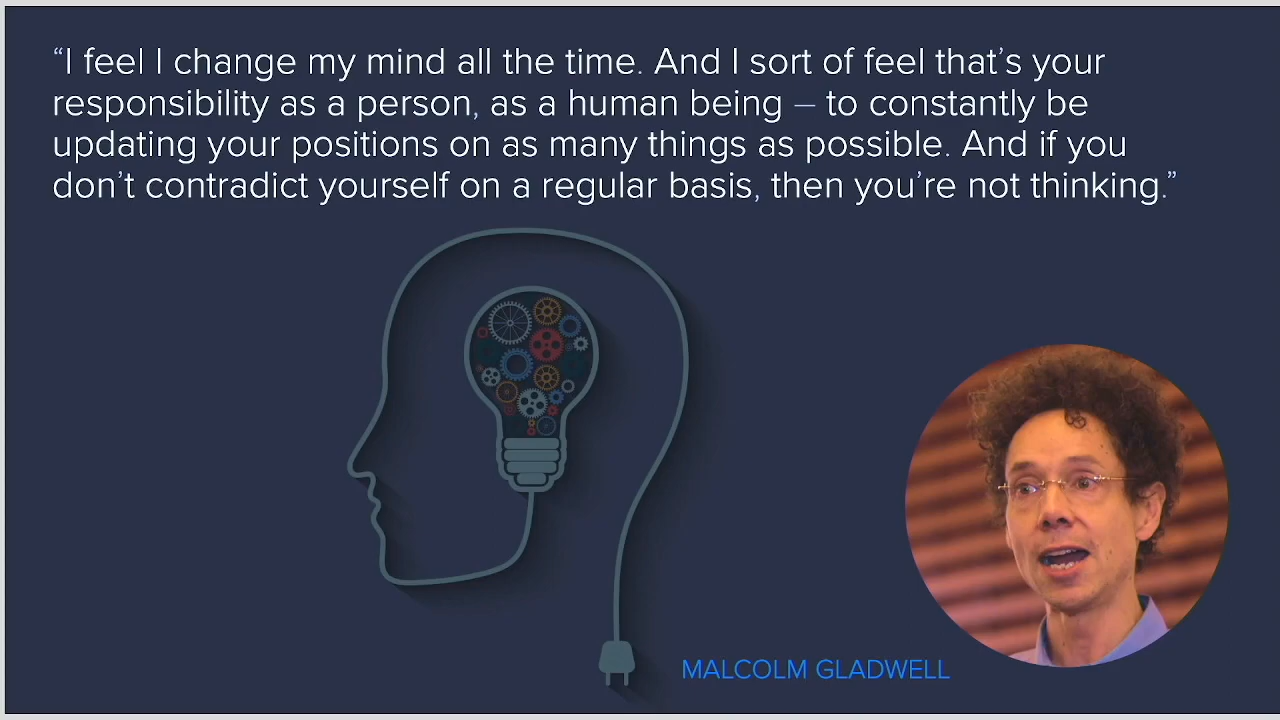 “I feel I change my mind all the time. And I sort of feel that’s your
responsibility as a person, as a human being – to constantly be
updating your positions on as many things as possible. And if you
don’t contradict yourself on a regular basis, then you’re not thinking.”
MALCOLM GLADWELL